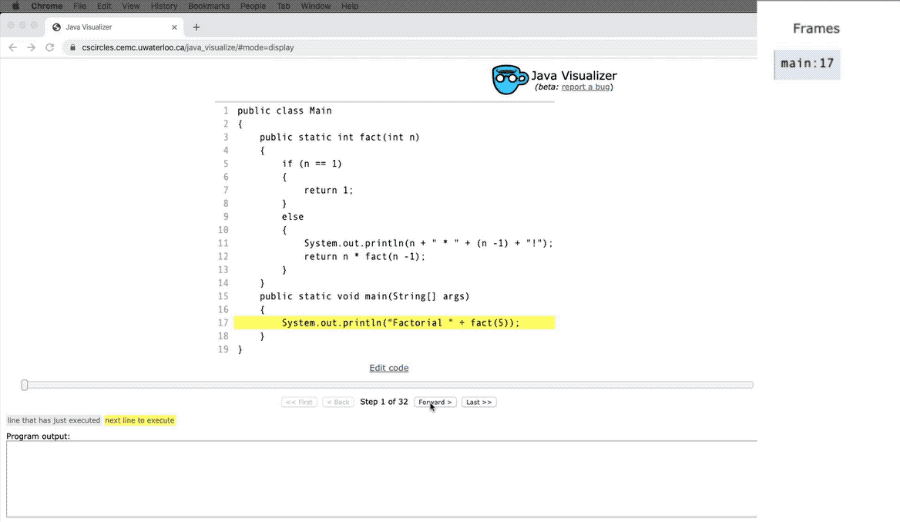 Chrome File Edit View History Bookmarks People Tab Window Help
Java Visualizer
cscircles.cemc.uwaterloo.ca/java_visualize/#mode=display
Frames
main:17
Java Visualizer
(beta: report a bug)
1 public class Main
2 {
3 public static int fact(int n)
4 {
5 if (n == 1)
6 {
7 return 1;
8 }
9 else
10 {
11 System.out.println(n + " * " + (n -1) + "!");
12 return n * fact(n -1);
13 }
14 }
15 public static void main(String[] args)
16 {
17 System.out.println("Factorial " + fact(5));
18 }
19 }
Edit code
<< First < Back Step 1 of 32 Forward > Last >>
line that has just executed next line to execute
Program output: